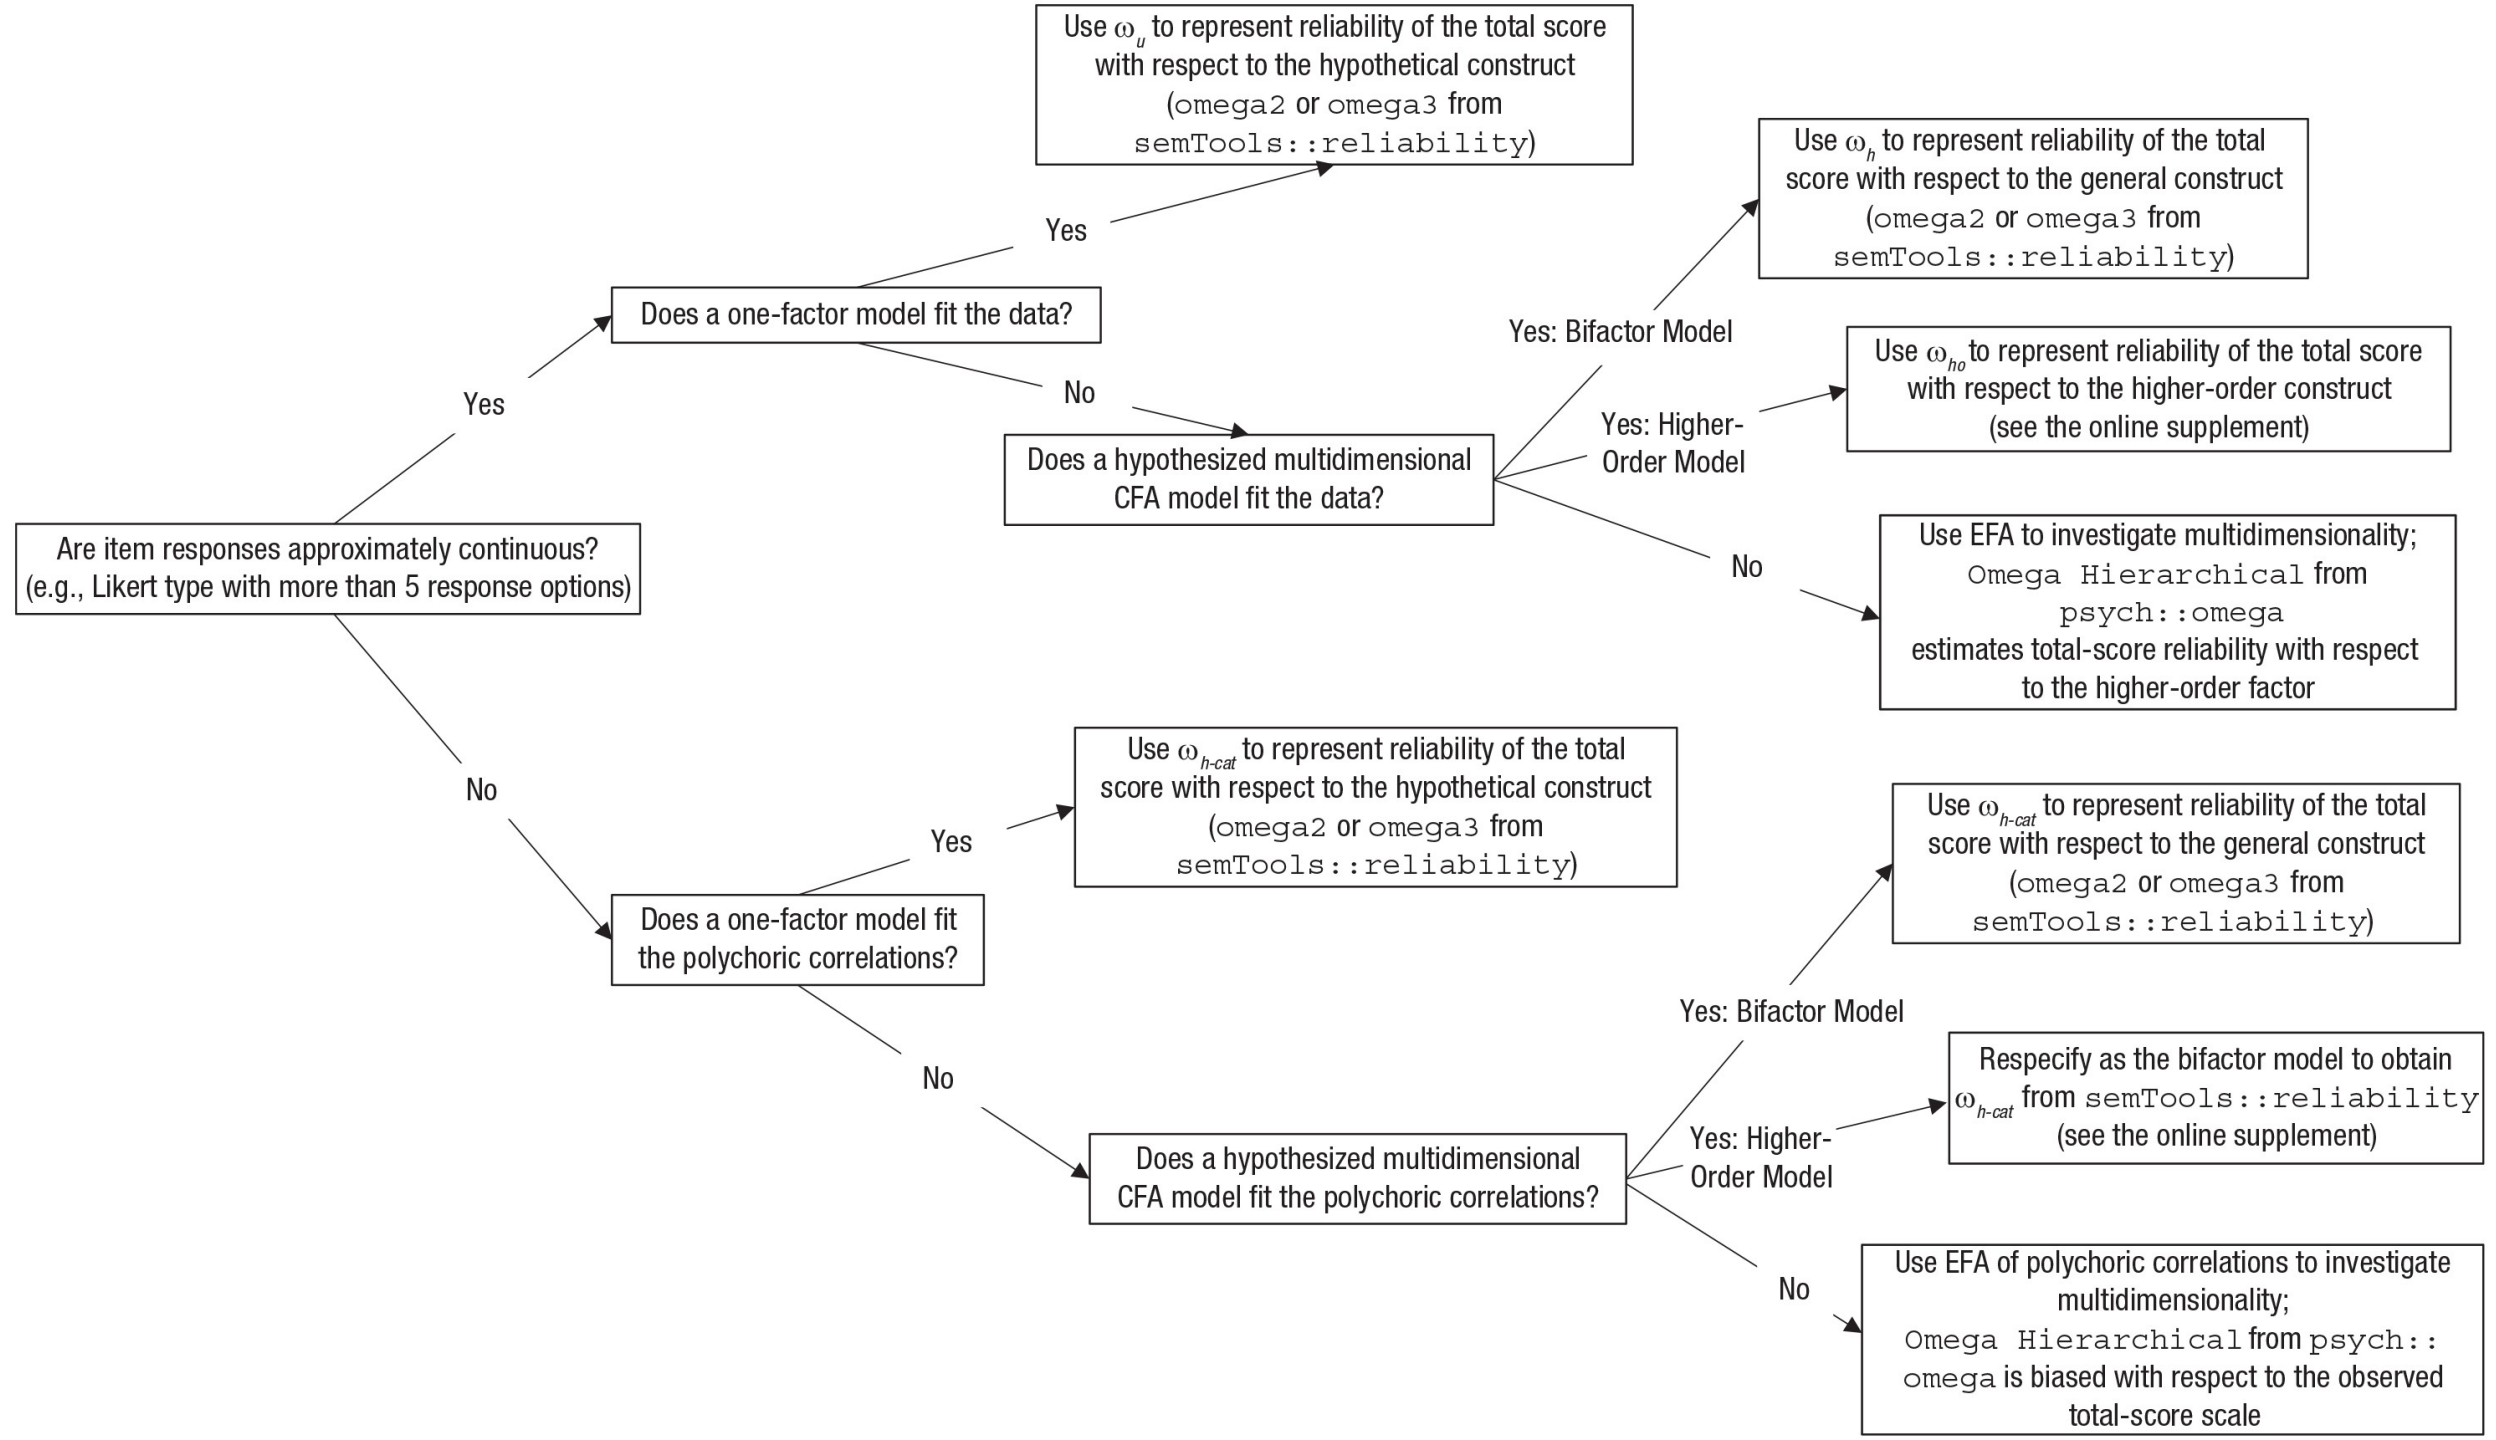 Use ωu to represent reliability of the total score
with respect to the hypothetical construct
(omega2 or omega3 from
semTools::reliability)
Use ωh to represent reliability of the total
score with respect to the general construct
(omega2 or omega3 from
semTools::reliability)
Yes
Does a one-factor model fit the data?
Yes: Bifactor Model
Use ωho to represent reliability of the total score
with respect to the higher-order construct
(see the online supplement)
Yes
No
Yes: Higher-
Order Model
Does a hypothesized multidimensional
CFA model fit the data?
Are item responses approximately continuous?
(e.g., Likert type with more than 5 response options)
No
Use EFA to investigate multidimensionality;
Omega Hierarchical from
psych::omega
estimates total-score reliability with respect
to the higher-order factor
No
Use ωh-cat to represent reliability of the total
score with respect to the hypothetical construct
(omega2 or omega3 from
semTools::reliability)
Use ωh-cat to represent reliability of the total
score with respect to the general construct
(omega2 or omega3 from
semTools::reliability)
Yes
Does a one-factor model fit
the polychoric correlations?
Yes: Bifactor Model
No
Respecify as the bifactor model to obtain
ωh-cat from semTools::reliability
(see the online supplement)
Yes: Higher-
Order Model
Does a hypothesized multidimensional
CFA model fit the polychoric correlations?
No
Use EFA of polychoric correlations to investigate
multidimensionality;
Omega Hierarchical from psych::
omega is biased with respect to the observed
total-score scale